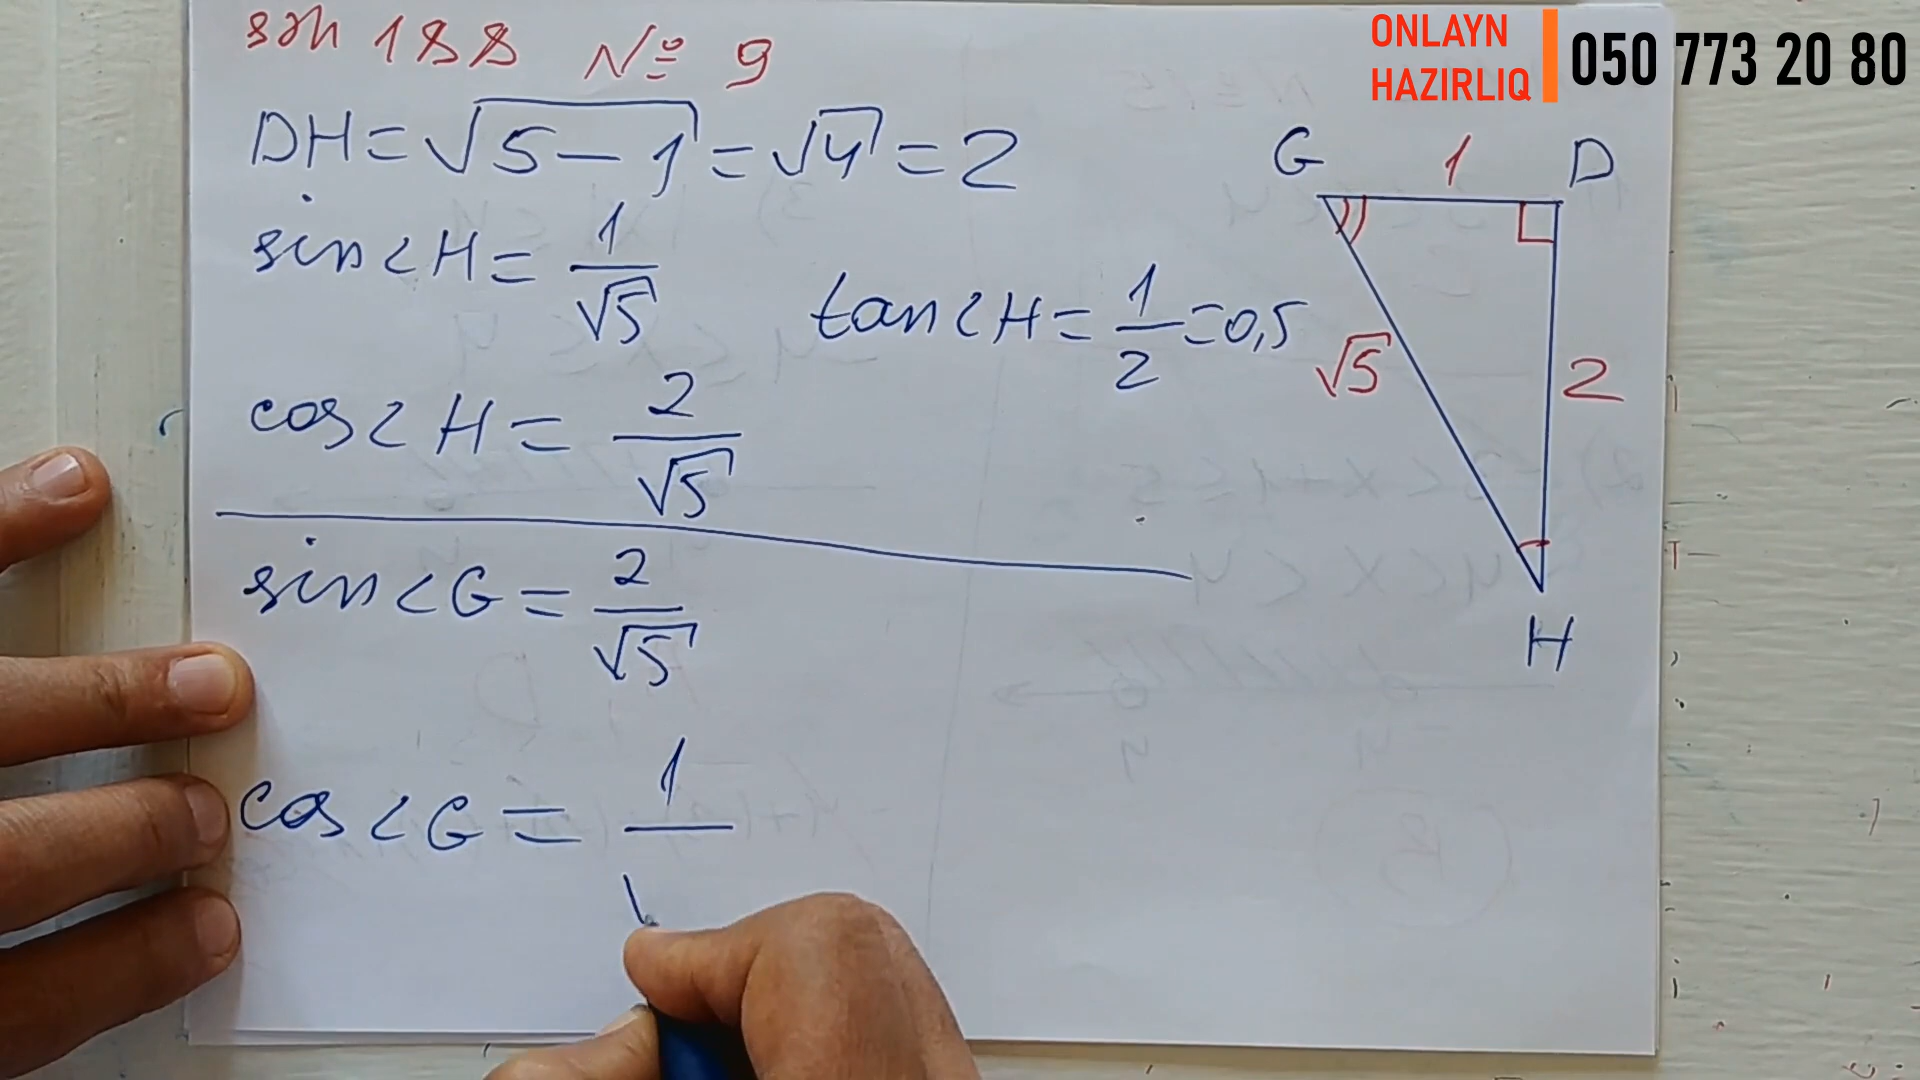 səh 188 № 9
ONLAYN HAZIRLIQ | 050 773 20 80
DH = √5 − 1 = √4 = 2
sin∠H = 1/√5
tan∠H = 1/2 = 0,5
cos∠H = 2/√5
sin∠G = 2/√5
cos∠G = 1/
G 1 D
√5 2
H